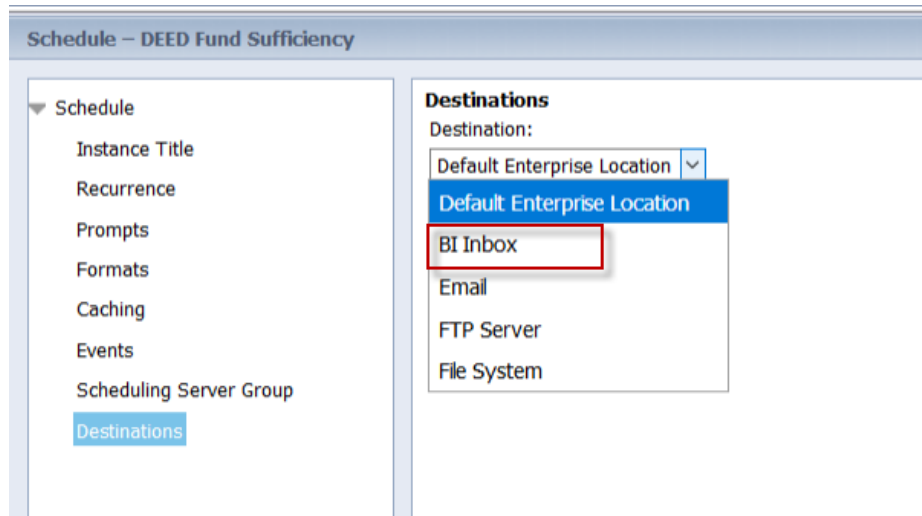 Schedule – DEED Fund Sufficiency
Schedule
Instance Title
Recurrence
Prompts
Formats
Caching
Events
Scheduling Server Group
Destinations
Destinations
Destination:
Default Enterprise Location
Default Enterprise Location
BI Inbox
Email
FTP Server
File System